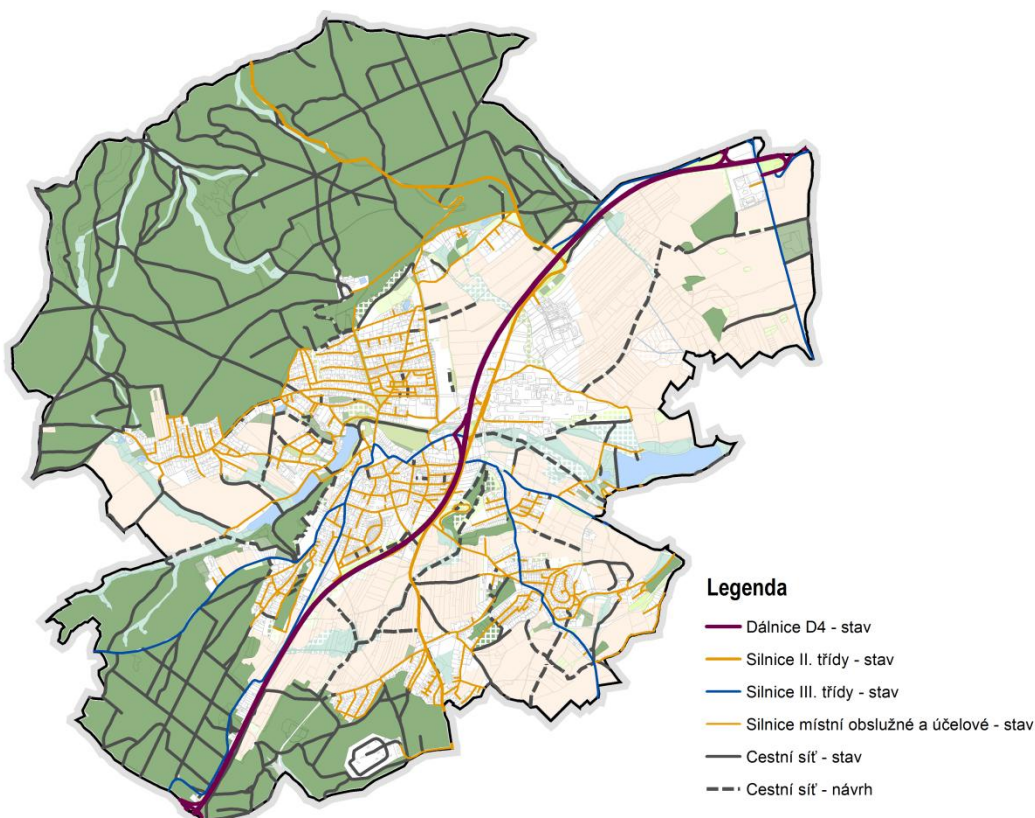 Legenda
Dálnice D4 - stav
Silnice II. třídy - stav
Silnice III. třídy - stav
Silnice místní obslužné a účelové - stav
Cestní síť - stav
Cestní síť - návrh